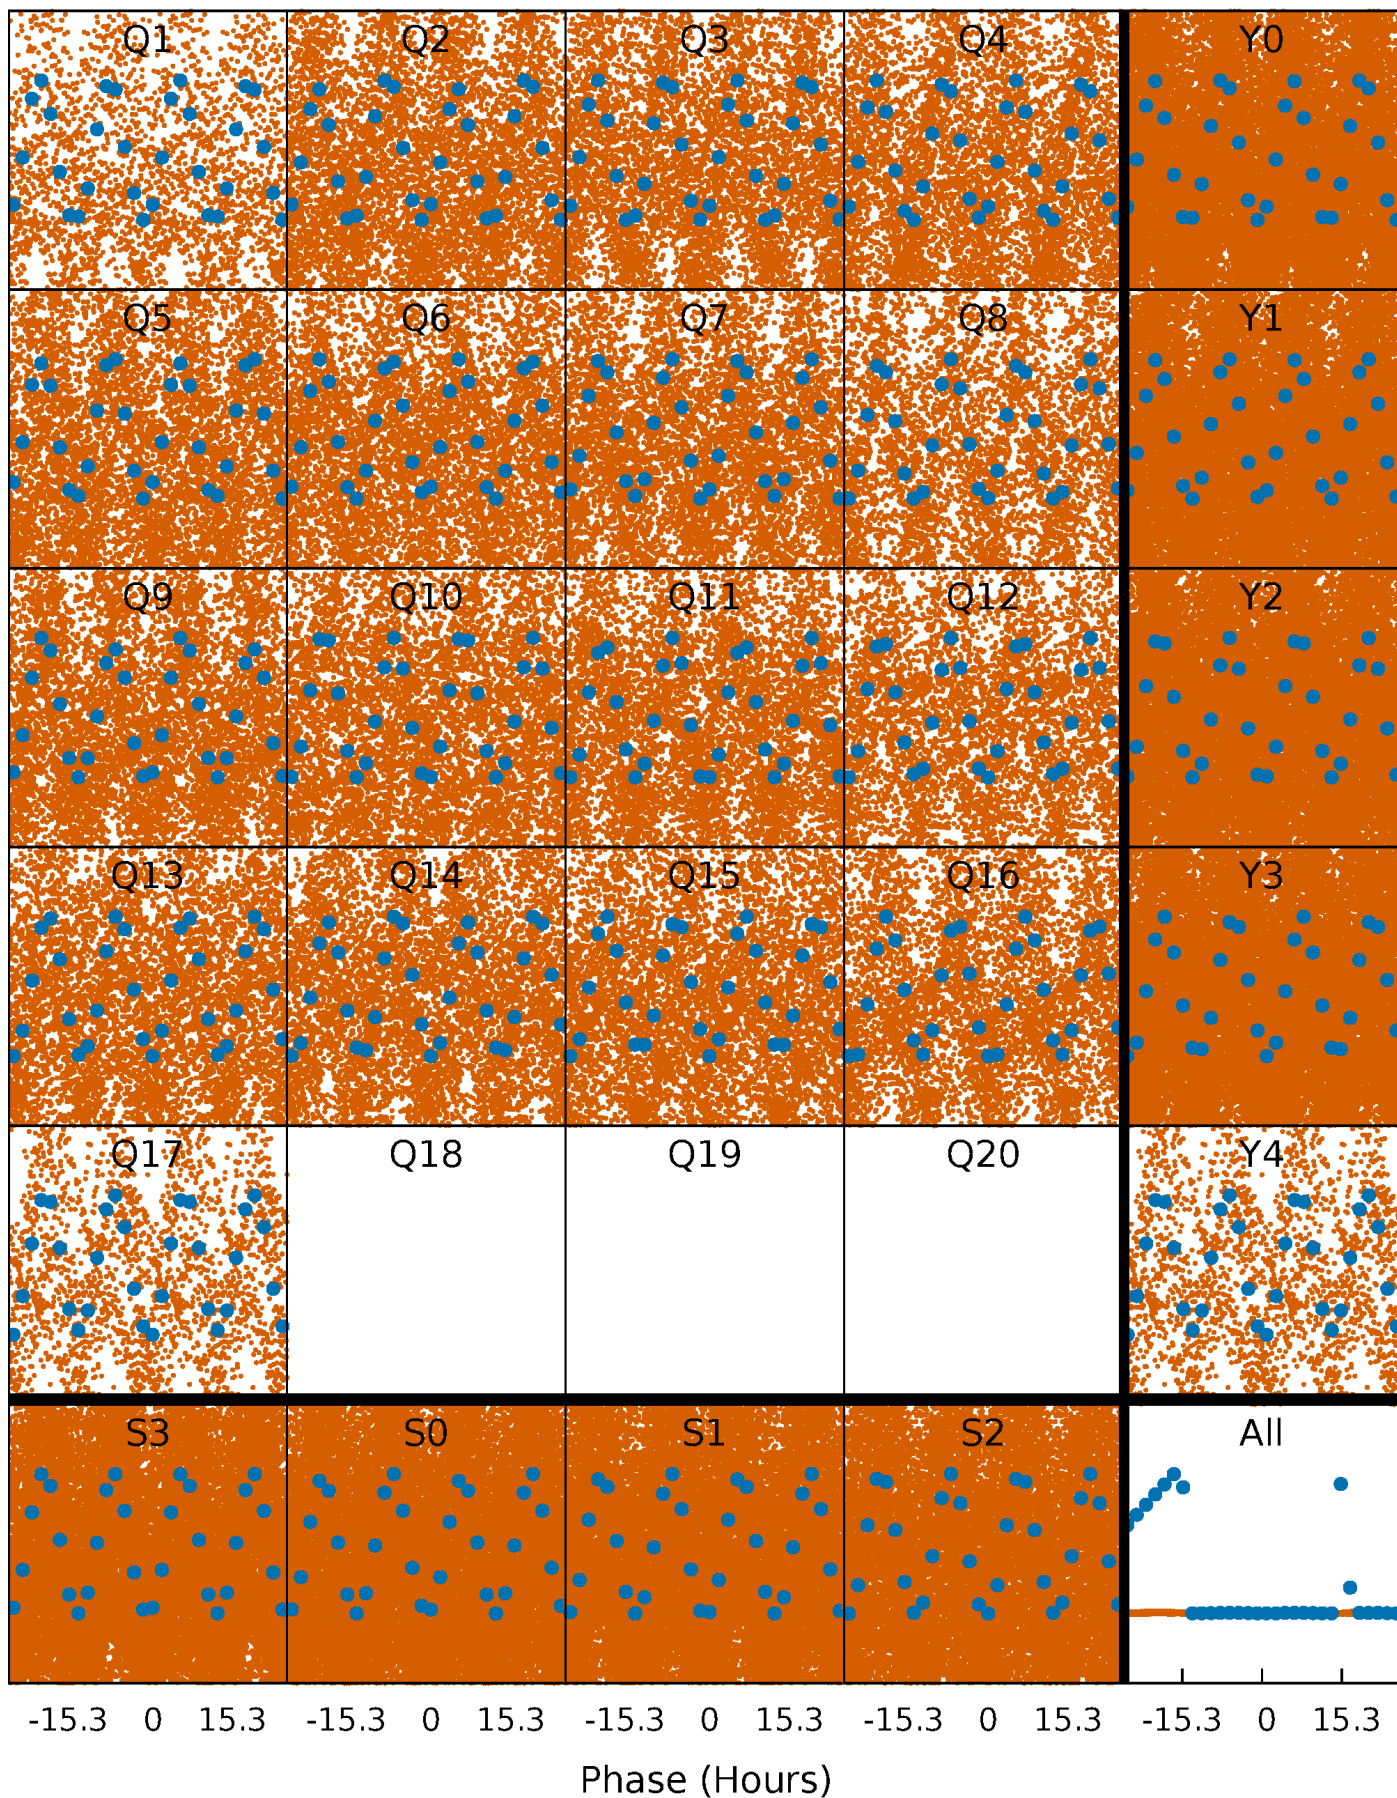 Q1 Q2 Q3 Q4 Y0
Q5 Q6 Q7 Q8 Y1
Q9 Q10 Q11 Q12 Y2
Q13 Q14 Q15 Q16 Y3
Q17 Q18 Q19 Q20 Y4
S3 S0 S1 S2 All
-15.3 0 15.3 -15.3 0 15.3 -15.3 0 15.3 -15.3 0 15.3 -15.3 0 15.3
Phase (Hours)